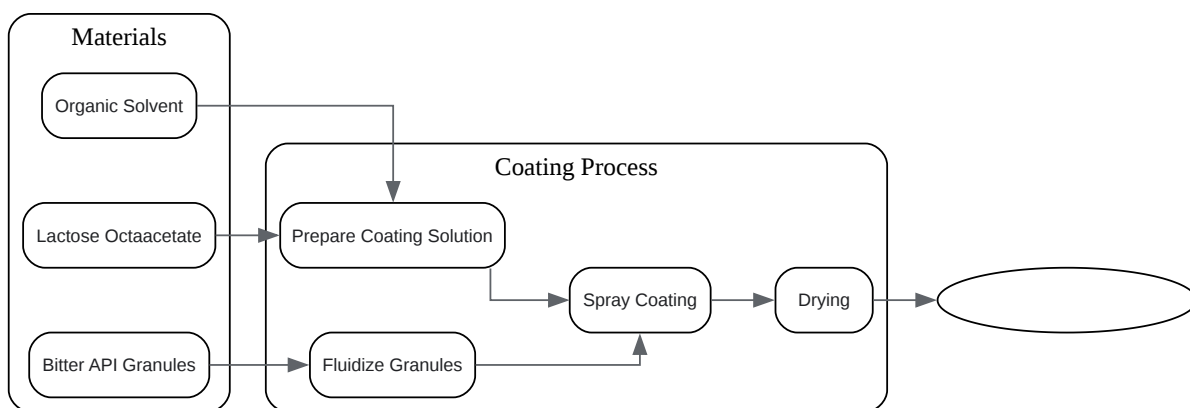 Materials
Organic Solvent
Coating Process
Lactose Octaacetate
Prepare Coating Solution
Spray Coating
Drying
Bitter API Granules
Fluidize Granules